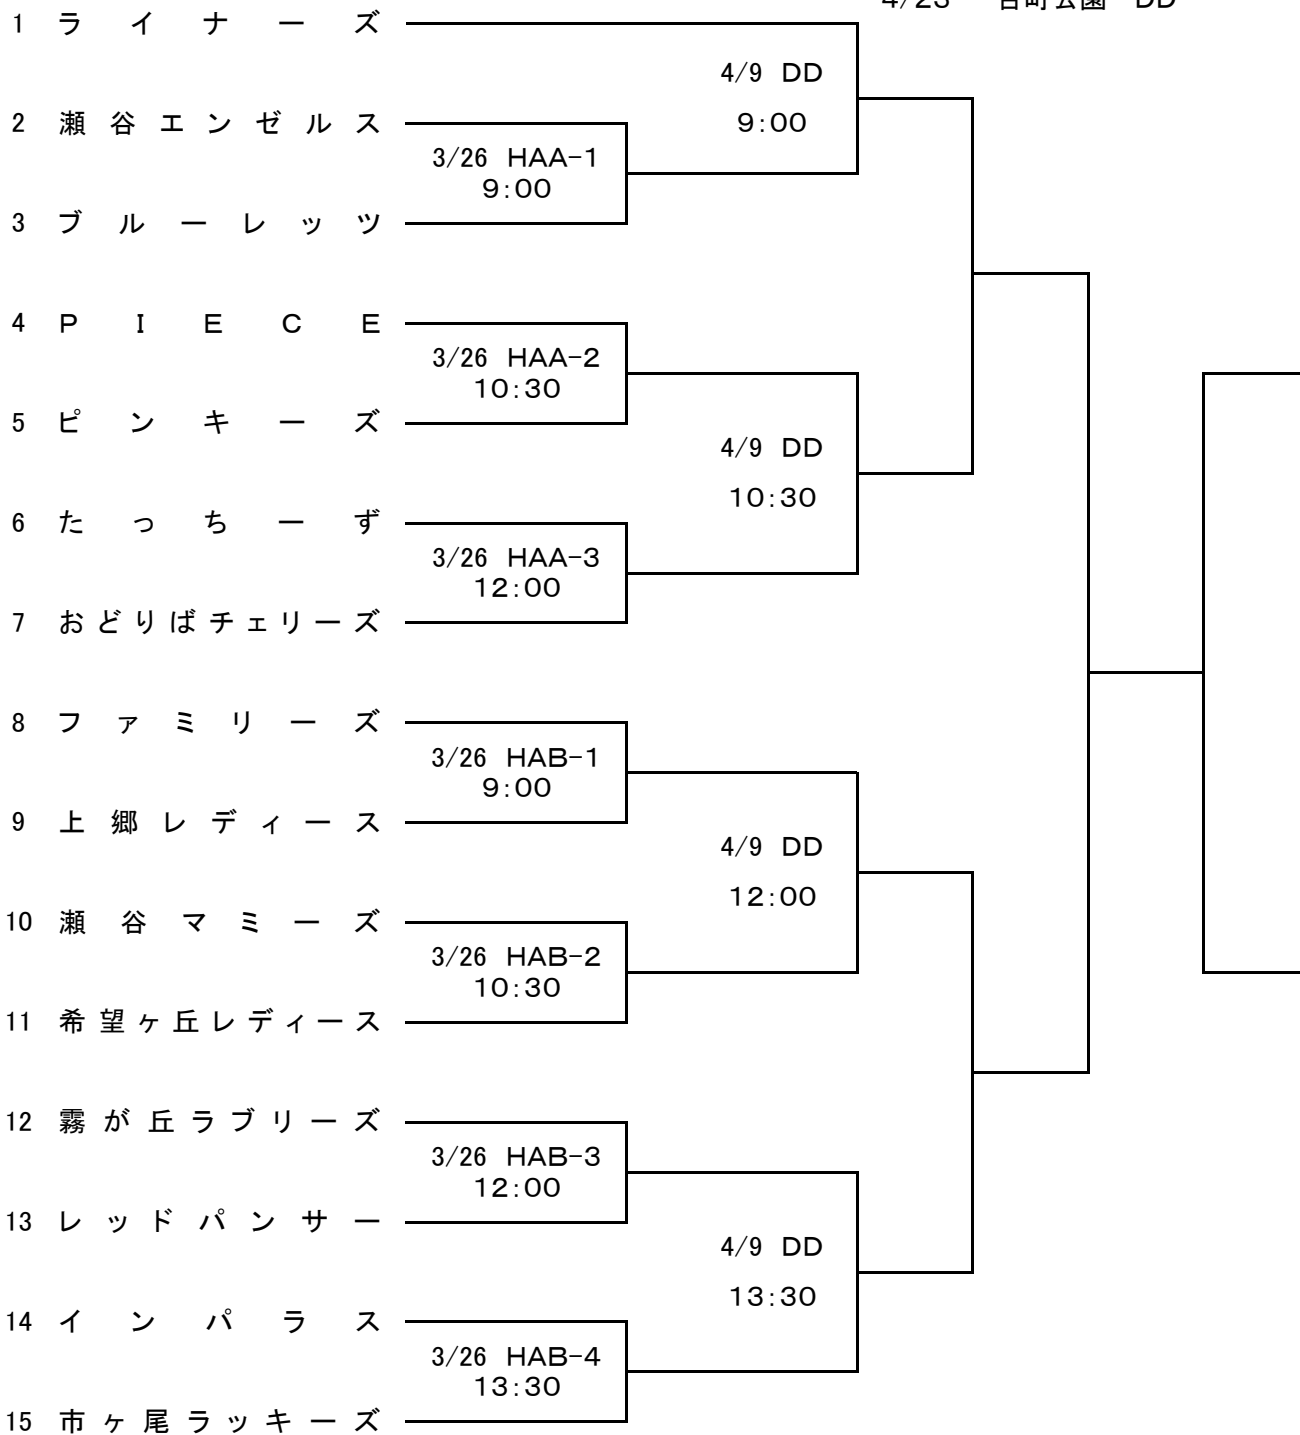 1 ライナーズ
4/9 DD
9:00
2 瀬谷エンゼルス
3/26 HAA-1
9:00
3 ブルーレッツ
4 PIECE
3/26 HAA-2
10:30
5 ピンキーズ
4/9 DD
10:30
6 たっちーず
3/26 HAA-3
12:00
7 おどりばチェリーズ
8 ファミリーズ
3/26 HAB-1
9:00
9 上郷レディース
4/9 DD
12:00
10 瀬谷マミーズ
3/26 HAB-2
10:30
11 希望ヶ丘レディース
12 霧が丘ラブリーズ
3/26 HAB-3
12:00
13 レッドパンサー
4/9 DD
13:30
14 インパラス
3/26 HAB-4
13:30
15 市ヶ尾ラッキーズ